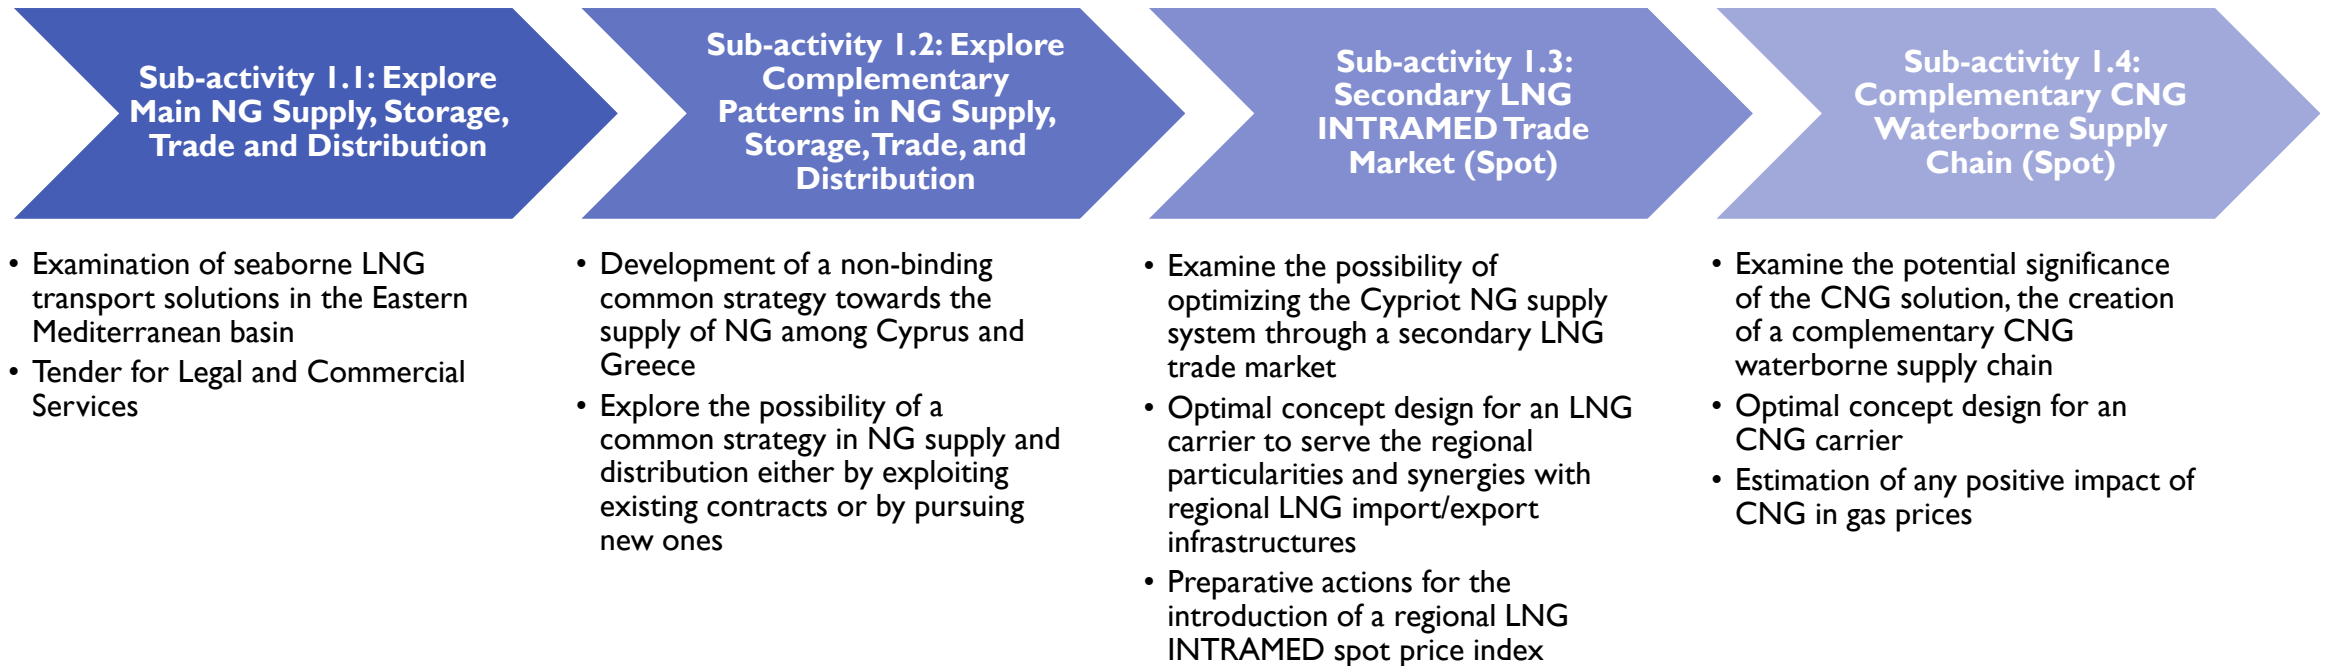 Sub-activity 1.1: Explore
Main NG Supply, Storage,
Trade and Distribution
• Examination of seaborne LNG
transport solutions in the Eastern
Mediterranean basin
• Tender for Legal and Commercial
Services
Sub-activity 1.2: Explore
Complementary
Patterns in NG Supply,
Storage, Trade, and
Distribution
• Development of a non-binding
common strategy towards the
supply of NG among Cyprus and
Greece
• Explore the possibility of a
common strategy in NG supply and
distribution either by exploiting
existing contracts or by pursuing
new ones
Sub-activity 1.3:
Secondary LNG
INTRAMED Trade
Market (Spot)
• Examine the possibility of
optimizing the Cypriot NG supply
system through a secondary LNG
trade market
• Optimal concept design for an LNG
carrier to serve the regional
particularities and synergies with
regional LNG import/export
infrastructures
• Preparative actions for the
introduction of a regional LNG
INTRAMED spot price index
Sub-activity 1.4:
Complementary CNG
Waterborne Supply
Chain (Spot)
• Examine the potential significance
of the CNG solution, the creation
of a complementary CNG
waterborne supply chain
• Optimal concept design for an
CNG carrier
• Estimation of any positive impact of
CNG in gas prices